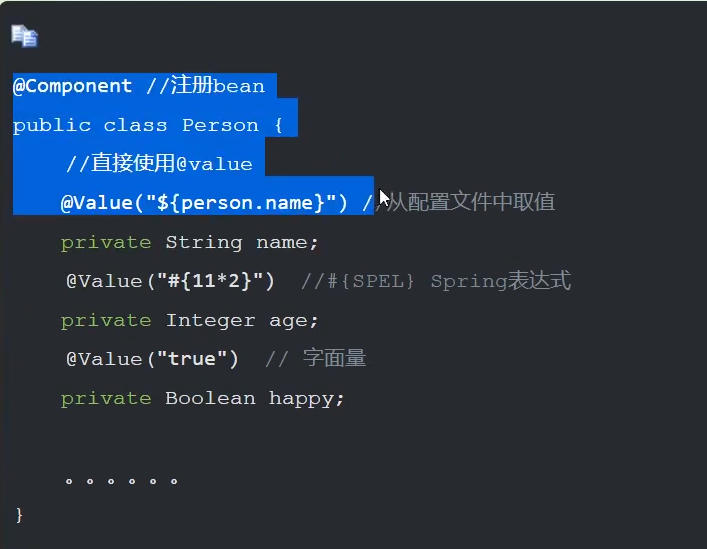 @Component //注册bean
public class Person {
//直接使用@value
@Value("${person.name}") //从配置文件中取值
private String name;
@Value("#{11*2}")  //#{SPEL} Spring表达式
private Integer age;
@Value("true")  // 字面量
private Boolean happy;
。。。。。。
}